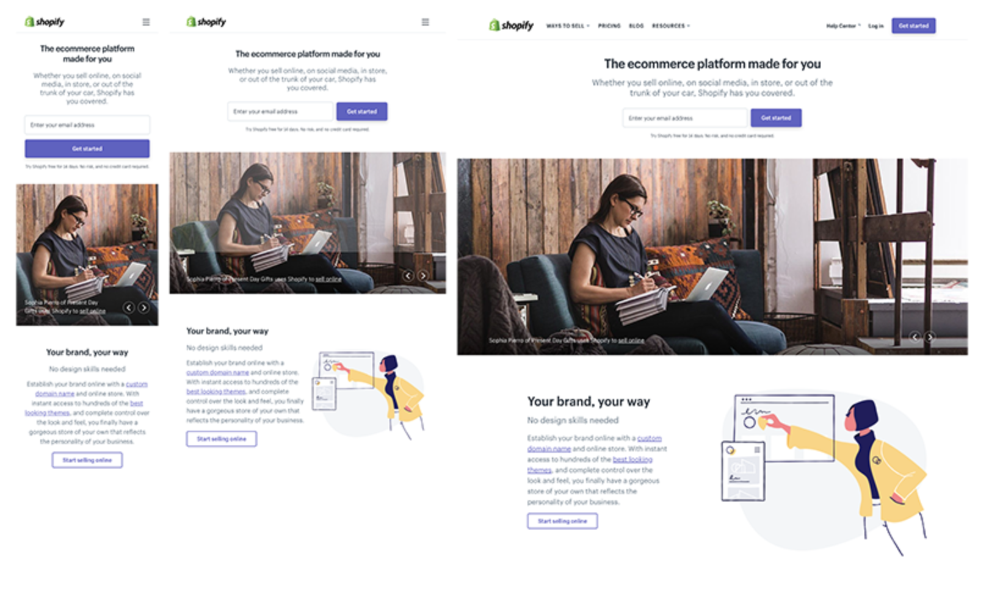 shopify
The ecommerce platform
made for you
Whether you sell online, on social
media, in store, or out of the
trunk of your car, Shopify has
you covered.
Enter your email address
Get started
Try Shopify free for 14 days. No risk, and no credit card required.
Sophia Pierro of Present Day
Gifts uses Shopify to sell online
Your brand, your way
No design skills needed
Establish your brand online with a custom
domain name and online store. With
instant access to hundreds of the best
looking themes, and complete control over
the look and feel, you finally have a
gorgeous store of your own that reflects
the personality of your business.
Start selling online
shopify
The ecommerce platform made for you
Whether you sell online, on social media, in store,
or out of the trunk of your car, Shopify has
you covered.
Enter your email address
Get started
Try Shopify free for 14 days. No risk, and no credit card required.
Sophia Pierro of Present Day Gifts uses Shopify to sell online
Your brand, your way
No design skills needed
Establish your brand online with a
custom domain name and online store.
With instant access to hundreds of the
best looking themes, and complete
control over the look and feel, you finally
have a gorgeous store of your own that
reflects the personality of your business.
Start selling online
shopify
WAYS TO SELL
PRICING
BLOG
RESOURCES
Help Center
Log in
Get started
The ecommerce platform made for you
Whether you sell online, on social media, in store, or out of the
trunk of your car, Shopify has you covered.
Enter your email address
Get started
Try Shopify free for 14 days. No risk, and no credit card required.
Sophia Pierro of Present Day Gifts uses Shopify to sell online
Your brand, your way
No design skills needed
Establish your brand online with a custom
domain name and online store. With instant
access to hundreds of the best looking
themes, and complete control over the
look and feel, you finally have a gorgeous
store of your own that reflects the
personality of your business.
Start selling online